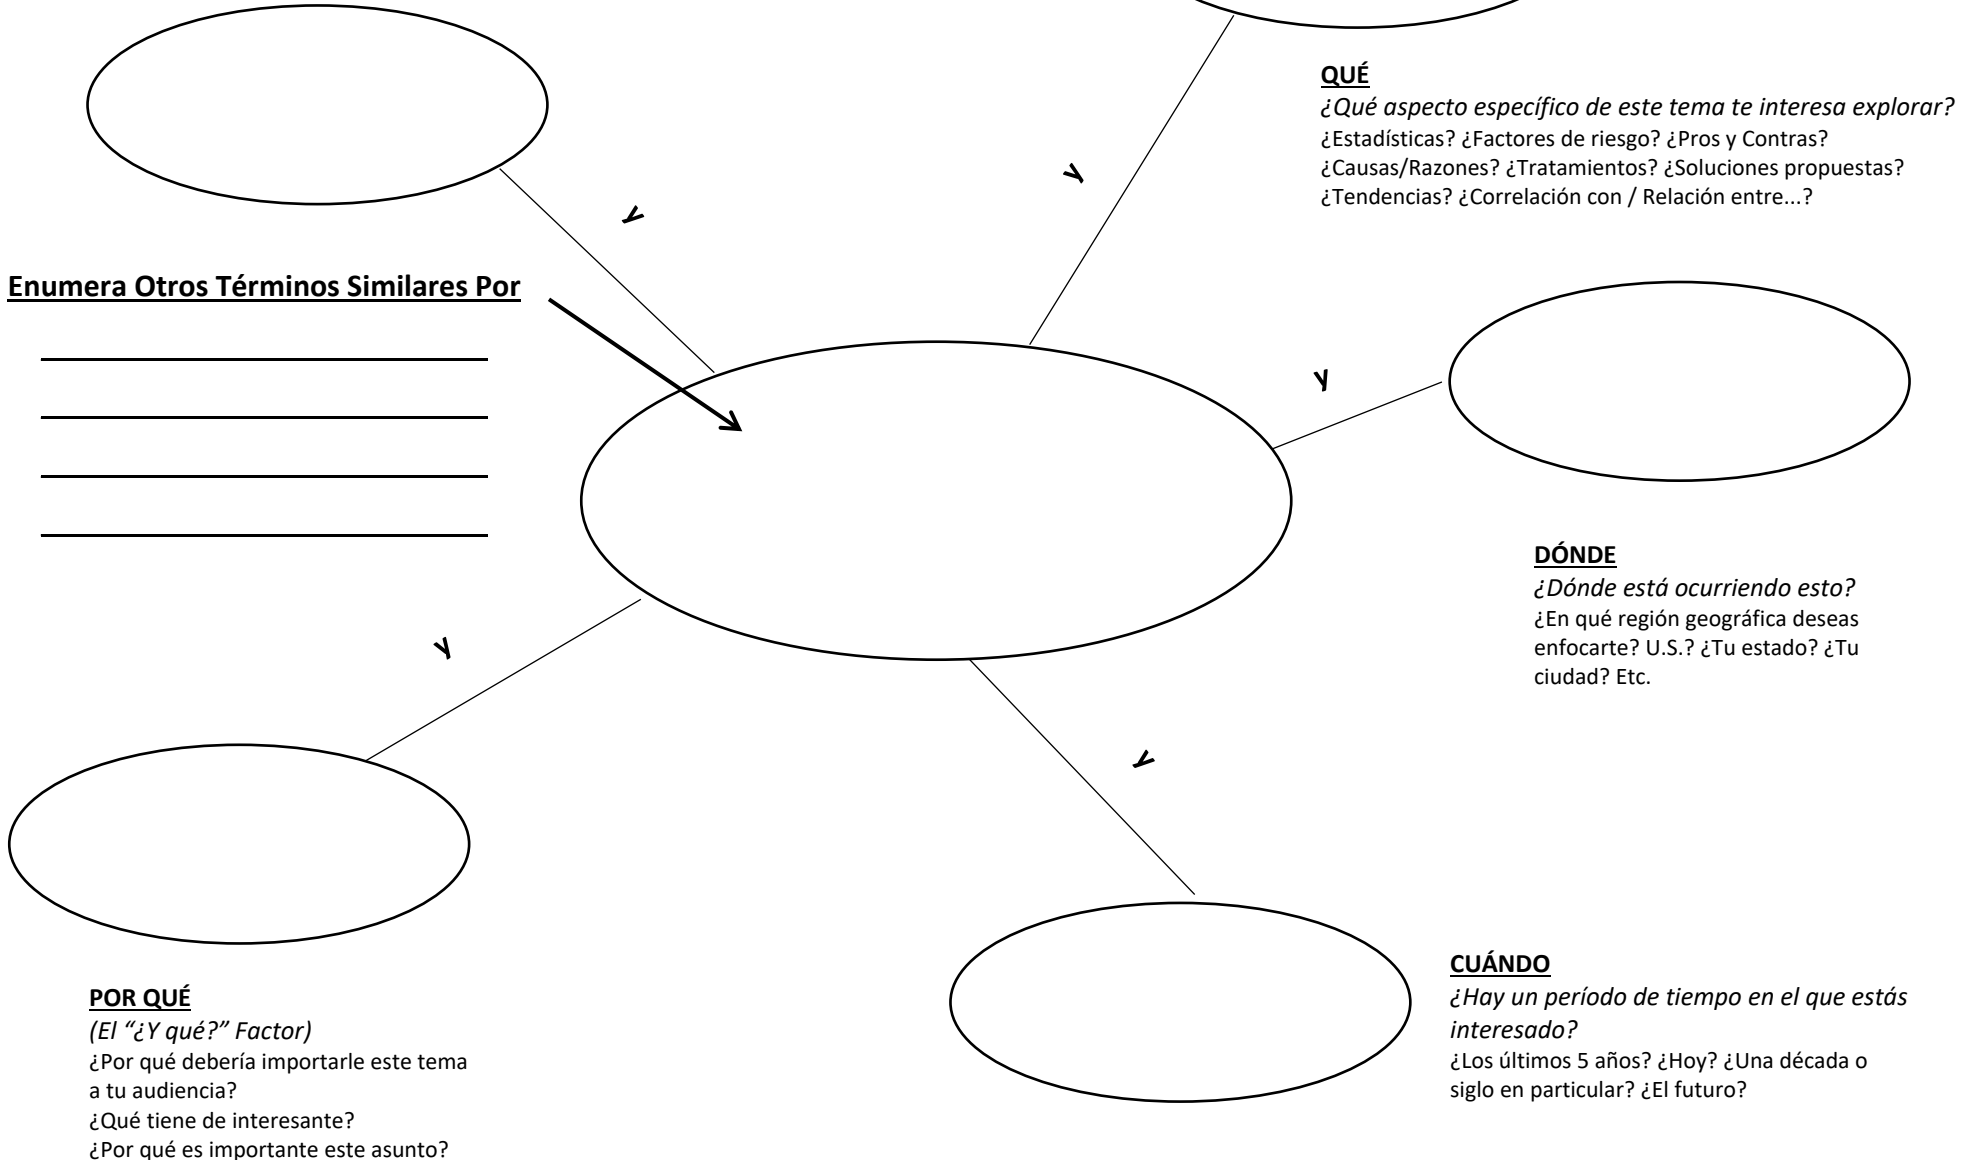 QUÉ
¿Qué aspecto específico de este tema te interesa explorar?
¿Estadísticas? ¿Factores de riesgo? ¿Pros y Contras?
¿Causas/Razones? ¿Tratamientos? ¿Soluciones propuestas?
¿Tendencias? ¿Correlación con / Relación entre...?
y
y
Enumera Otros Términos Similares Por
y
DÓNDE
¿Dónde está ocurriendo esto?
¿En qué región geográfica deseas
enfocarte? U.S.? ¿Tu estado? ¿Tu
ciudad? Etc.
y
y
CUÁNDO
¿Hay un período de tiempo en el que estás
interesado?
¿Los últimos 5 años? ¿Hoy? ¿Una década o
siglo en particular? ¿El futuro?
POR QUÉ
(El “¿Y qué?” Factor)
¿Por qué debería importarle este tema
a tu audiencia?
¿Qué tiene de interesante?
¿Por qué es importante este asunto?